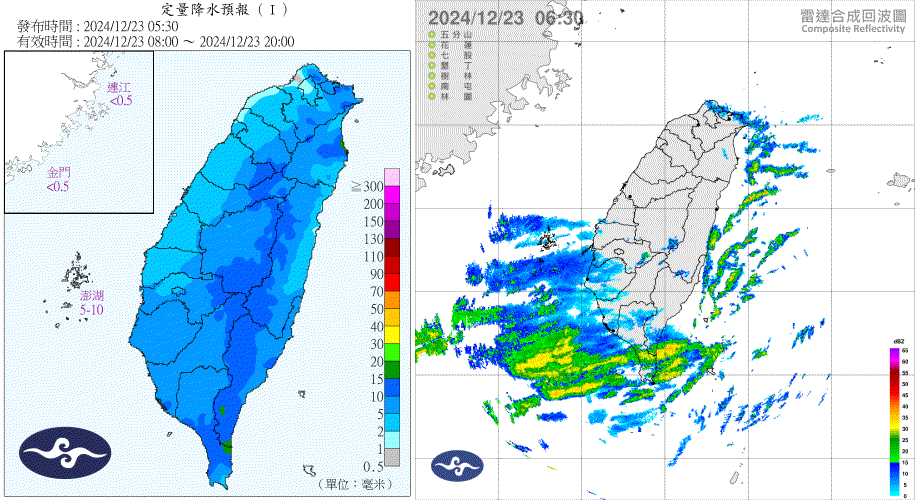 定量降水預報 ( I )
發布時間 : 2024/12/23 05:30
有效時間 : 2024/12/23 08:00 ～ 2024/12/23 20:00
連江
<0.5
金門
<0.5
澎湖
5-10
≧ 300
200
150
130
110
90
70
50
40
30
20
15
10
5
2
1
0.5
(單位：毫米)
2024/12/23 06:30
雷達合成回波圖
Composite Reflectivity
五分山
花蓮
七股
墾丁
樹林
南屯
林園
dBZ
65
60
55
50
45
40
35
30
25
20
15
10
5
0